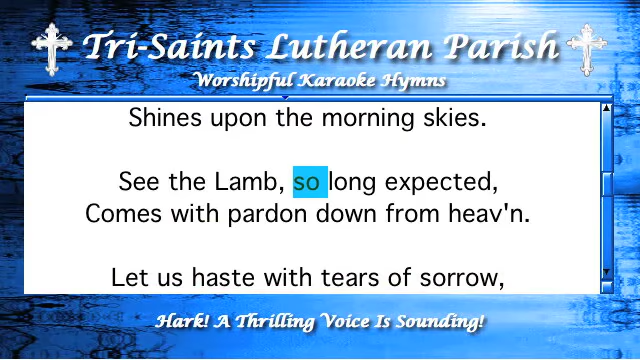 Tri-Saints Lutheran Parish
Worshipful Karaoke Hymns
Shines upon the morning skies.
See the Lamb, so long expected,
Comes with pardon down from heav'n.
Let us haste with tears of sorrow,
Hark! A Thrilling Voice Is Sounding!